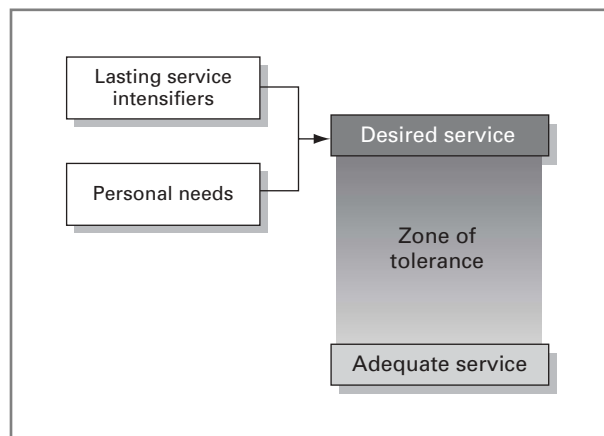 Lasting service
intensifiers
Desired service
Personal needs
Zone of
tolerance
Adequate service